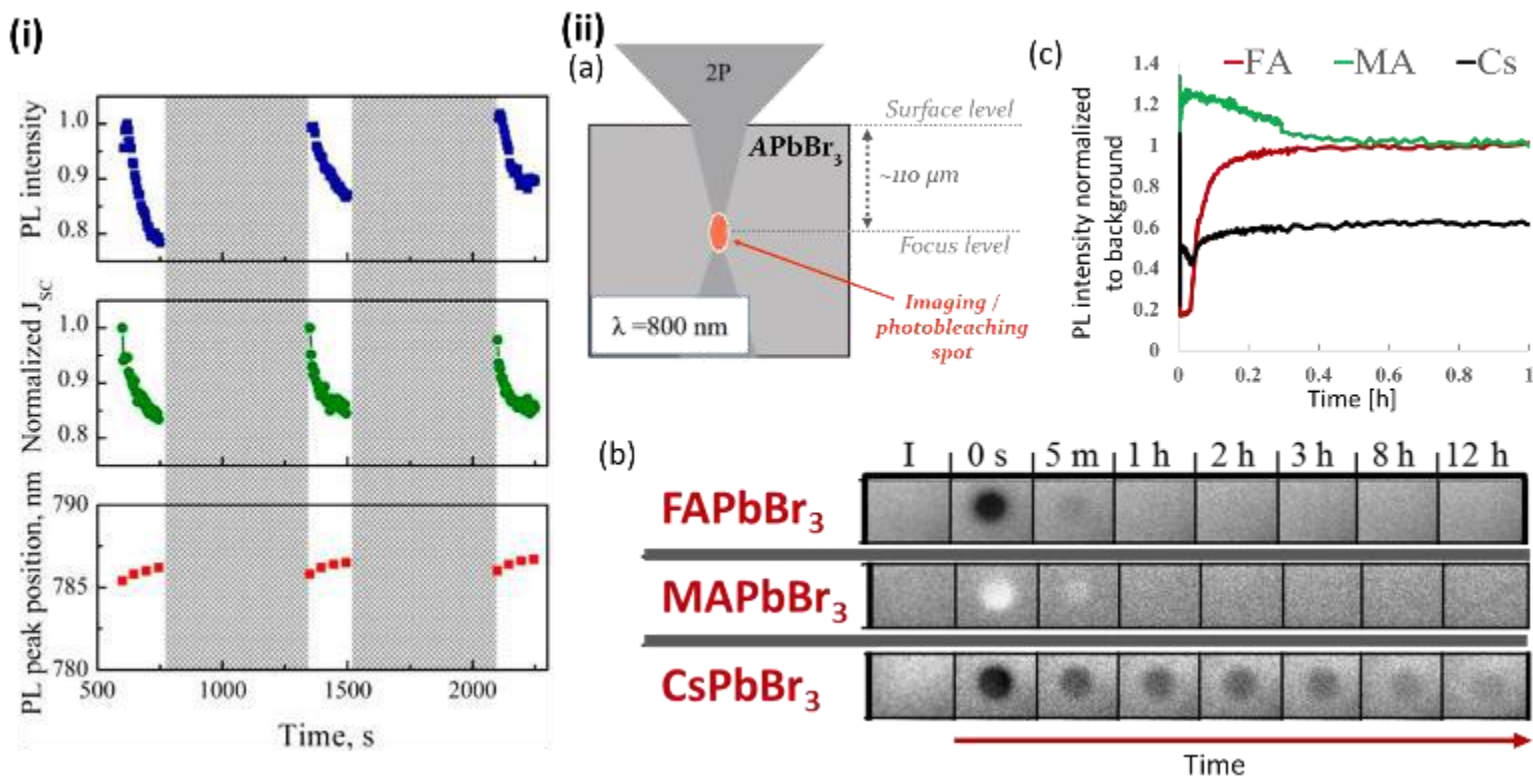 (i)
PL intensity
1.0
0.9
0.8
Normalized Jsc
1.0
0.9
0.8
PL peak position, nm
790
785
780
500
1000
1500
2000
Time, s
(ii)
(a)
2P
Surface level
APbBr3
~110 µm
Focus level
λ =800 nm
Imaging /
photobleaching
spot
(c)
FA
MA
Cs
PL intensity normalized
to background
1.4
1.2
1
0.8
0.6
0.4
0.2
0
0
0.2
0.4
0.6
0.8
1
Time [h]
(b)
I
0 s
5 m
1 h
2 h
3 h
8 h
12 h
FAPbBr3
MAPbBr3
CsPbBr3
Time